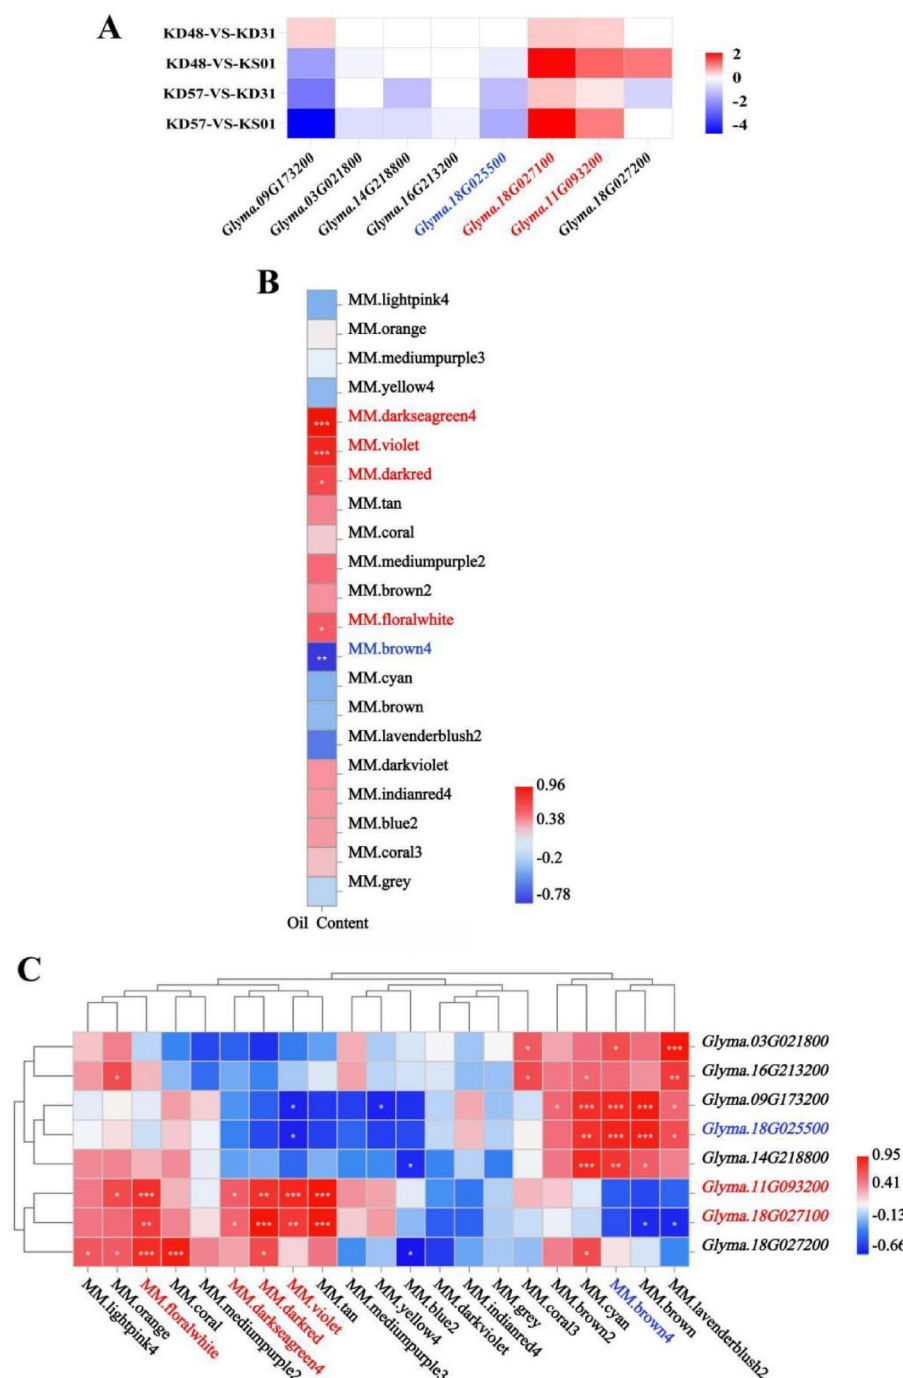 A
KD48-VS-KD31
KD48-VS-KS01
KD57-VS-KD31
KD57-VS-KS01
2
0
-2
-4
Glyma.09G173200
Glyma.03G021800
Glyma.14G218800
Glyma.16G213200
Glyma.18G025500
Glyma.18G027100
Glyma.11G093200
Glyma.18G027200
B
MM.lightpink4
MM.orange
MM.mediumpurple3
MM.yellow4
*** MM.darkseagreen4
*** MM.violet
* MM.darkred
MM.tan
MM.coral
MM.mediumpurple2
MM.brown2
* MM.floralwhite
** MM.brown4
MM.cyan
MM.brown
MM.lavenderblush2
MM.darkviolet
MM.indianred4
MM.blue2
MM.coral3
MM.grey
0.96
0.38
-0.2
-0.78
Oil Content
C
* * *** Glyma.03G021800
* * * ** Glyma.16G213200
* * * *** *** *** * Glyma.09G173200
* ** *** *** * Glyma.18G025500
* *** ** * Glyma.14G218800
* *** * ** *** *** Glyma.11G093200
** * *** ** *** * * Glyma.18G027100
* * *** *** * * * Glyma.18G027200
0.95
0.41
-0.13
-0.66
MM.lightpink4
MM.orange
MM.floralwhite
MM.coral
MM.mediumpurple2
MM.darkseagreen4
MM.darkred
MM.violet
MM.tan
MM.mediumpurple3
MM.yellow4
MM.blue2
MM.darkviolet
MM.indianred4
MM.grey
MM.coral3
MM.brown2
MM.cyan
MM.brown4
MM.brown
MM.lavenderblush2